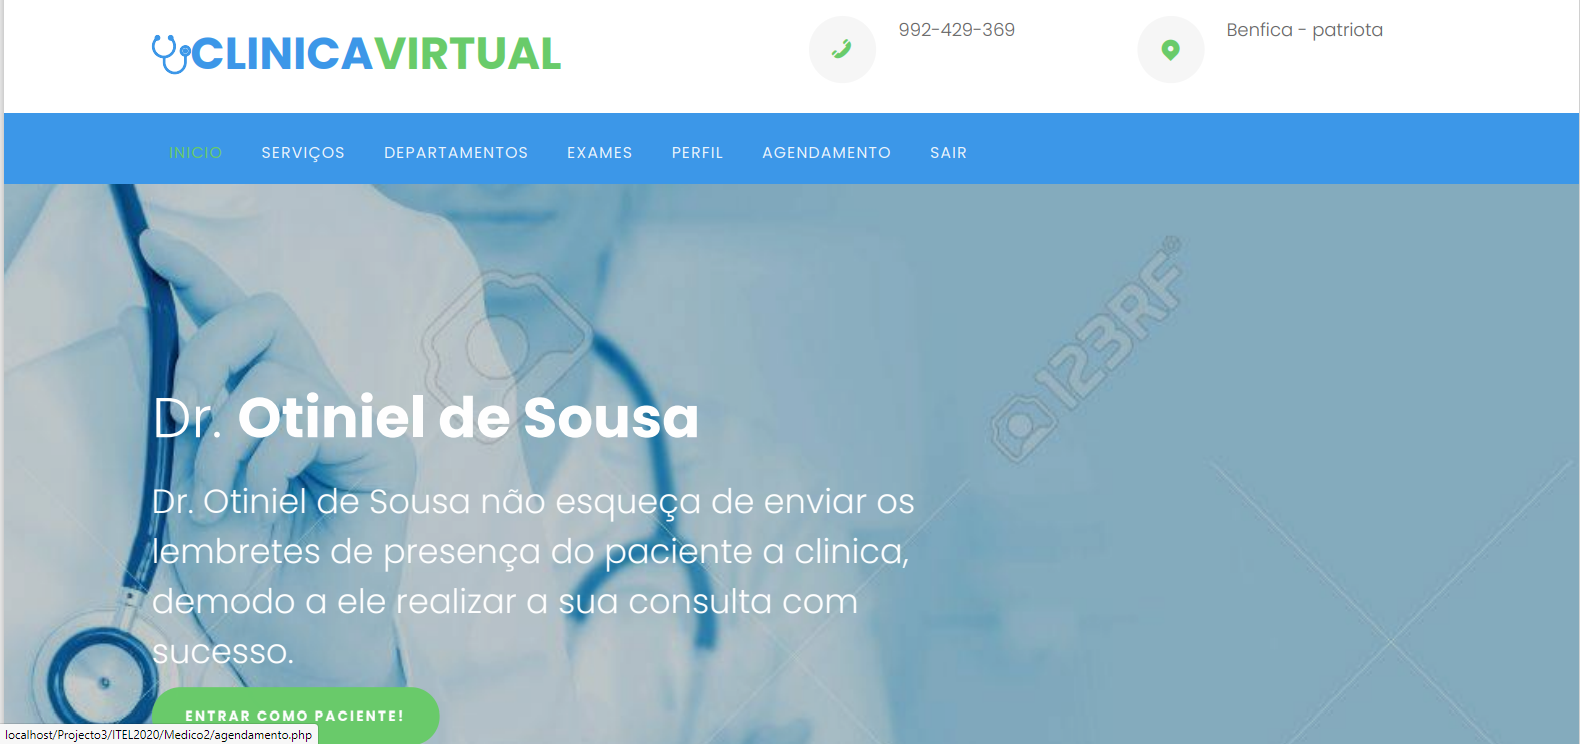 CLINICAVIRTUAL
992-429-369
Benfica - patriota
INICIO SERVIÇOS DEPARTAMENTOS EXAMES PERFIL AGENDAMENTO SAIR
123RF
Dr. Otiniel de Sousa
Dr. Otiniel de Sousa não esqueça de enviar os
lembretes de presença do paciente a clinica,
demodo a ele realizar a sua consulta com
sucesso.
ENTRAR COMO PACIENTE!
localhost/Projecto3/ITEL2020/Medico2/agendamento.php